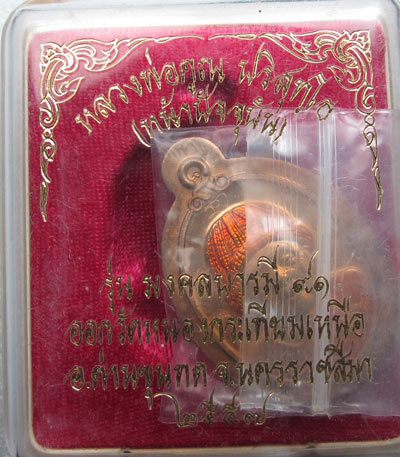 หลวงพ่อคูณ ปริสุทโธ
(หน้าปัจจุบัน)
รุ่น มงคลบารมี ๙๑
ออกวัดหนองกระเทียมเหนือ
อ.ด่านขุนทด จ.นครราชสีมา
๒๕๕๗